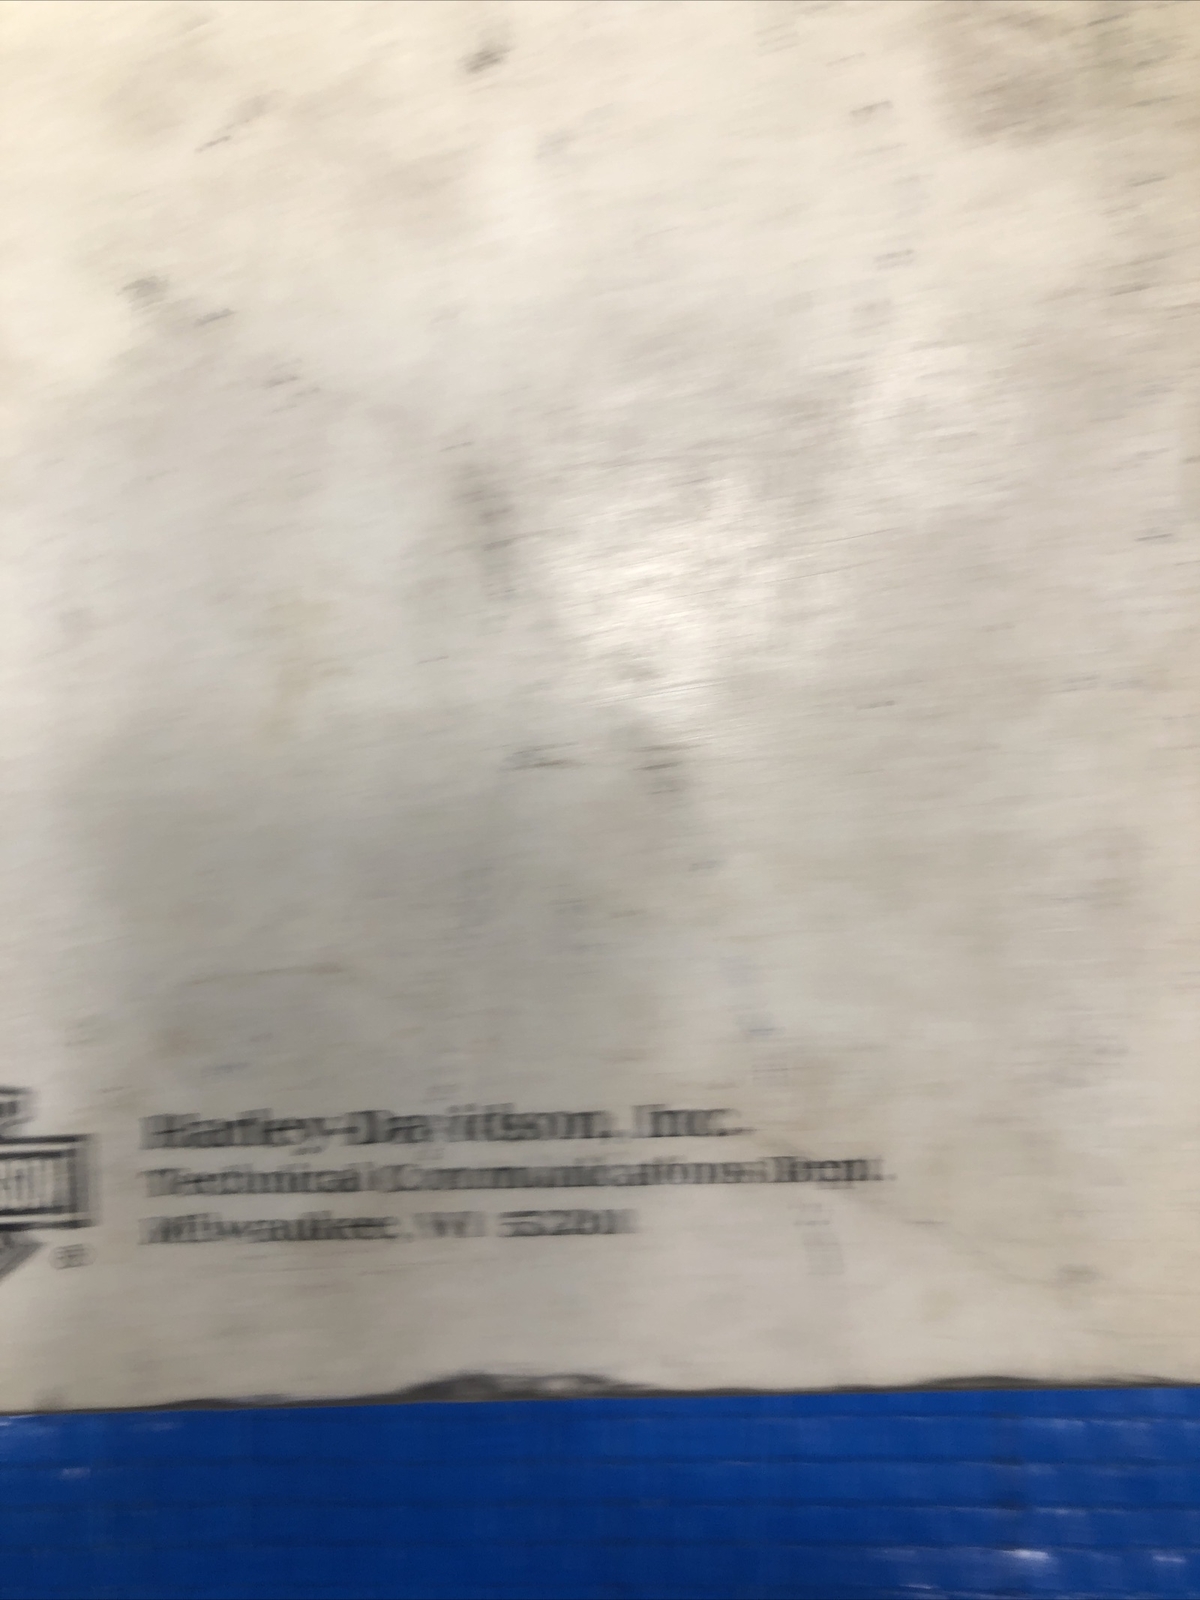 Harley-Davidson, Inc.
Technical Communications Dept.
Milwaukee, WI 53201
®